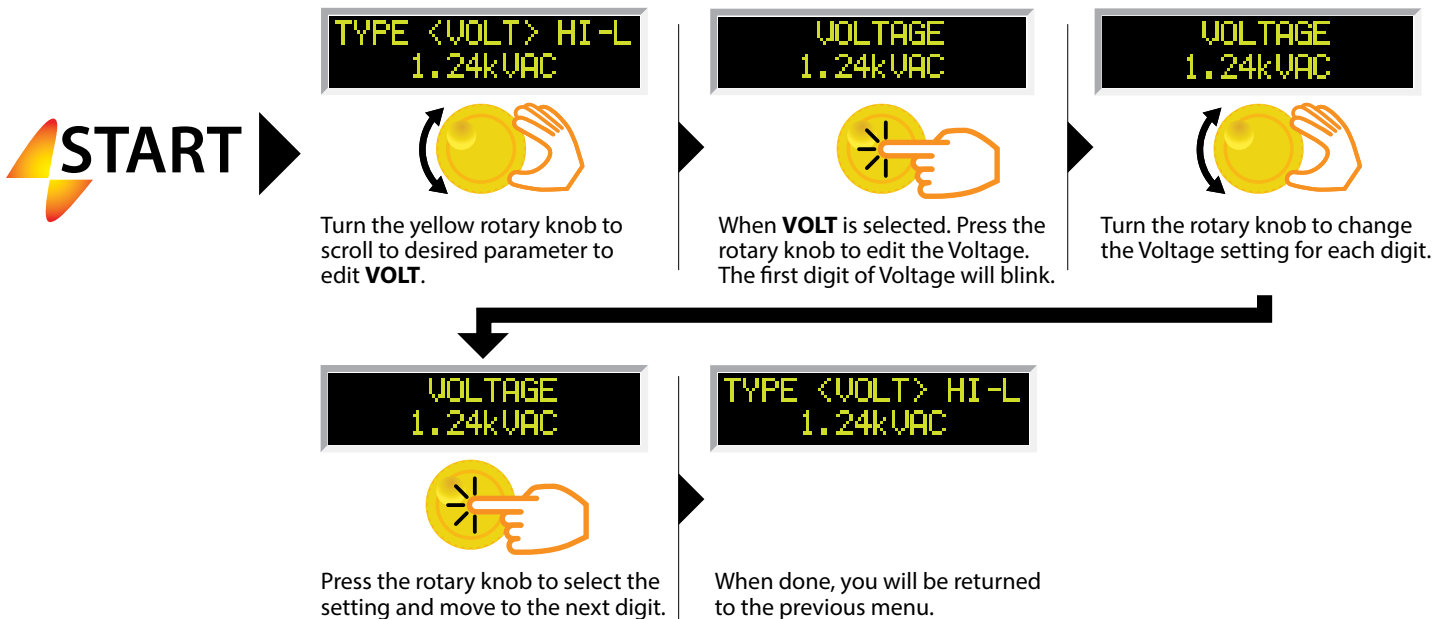 START
TYPE <VOLT> HI-L
1.24kVAC
Turn the yellow rotary knob to
scroll to desired parameter to
edit VOLT.
VOLTAGE
1.24kVAC
When VOLT is selected. Press the
rotary knob to edit the Voltage.
The first digit of Voltage will blink.
VOLTAGE
1.24kVAC
Turn the rotary knob to change
the Voltage setting for each digit.
VOLTAGE
1.24kVAC
Press the rotary knob to select the
setting and move to the next digit.
TYPE <VOLT> HI-L
1.24kVAC
When done, you will be returned
to the previous menu.